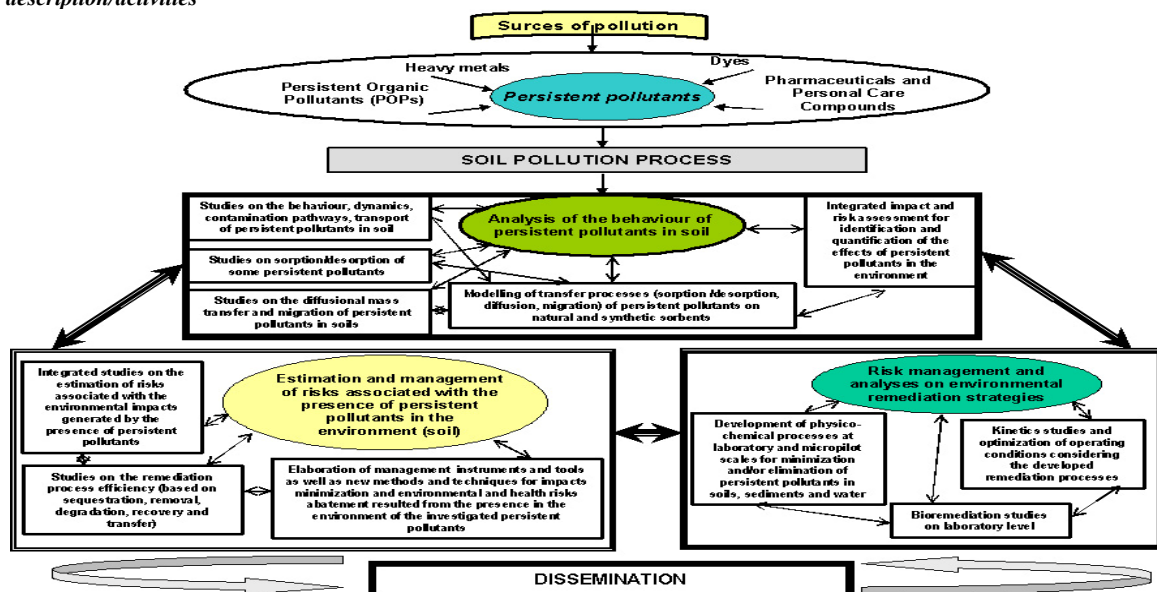 description/activities
Surces of pollution
Heavy metals
Dyes
Persistent Organic
Pollutants (POPs)
Persistent pollutants
Pharmaceuticals and
Personal Care
Compounds
SOIL POLLUTION PROCESS
Studies on the behaviour, dynamics,
contamination pathways, transport
of persistent pollutants in soil
Analysis of the behaviour of
persistent pollutants in soil
Integrated impact and
risk assessment for
identification and
quantification of the
effects of persistent
pollutants in the
environment
Studies on sorption/desorption of
some persistent pollutants
Studies on the diffusional mass
transfer and migration of persistent
pollutants in soils
Modelling of transfer processes (sorption /desorption,
diffusion, migration) of persistent pollutants on
natural and synthetic sorbents
Integrated studies on the
estimation of risks
associated with the
environmental impacts
generated by the
presence of persistent
pollutants
Estimation and management
of risks associated with the
presence of persistent
pollutants in the
environment (soil)
Studies on the remediation
process efficiency (based on
sequestration, removal,
degradation, recovery and
transfer)
Elaboration of management instruments and tools
as well as new methods and techniques for impacts
minimization and environmental and health risks
abatement resulted from the presence in the
environment of the investigated persistent
pollutants
Risk management and
analyses on environmental
remediation strategies
Development of physico-
chemical processes at
laboratory and micropilot
scales for minimization
and/or elimination of
persistent pollutants in
soils, sediments and water
Kinetics studies and
optimization of operating
conditions considering
the developed
remediation processes
Bioremediation studies
on laboratory level
DISSEMINATION